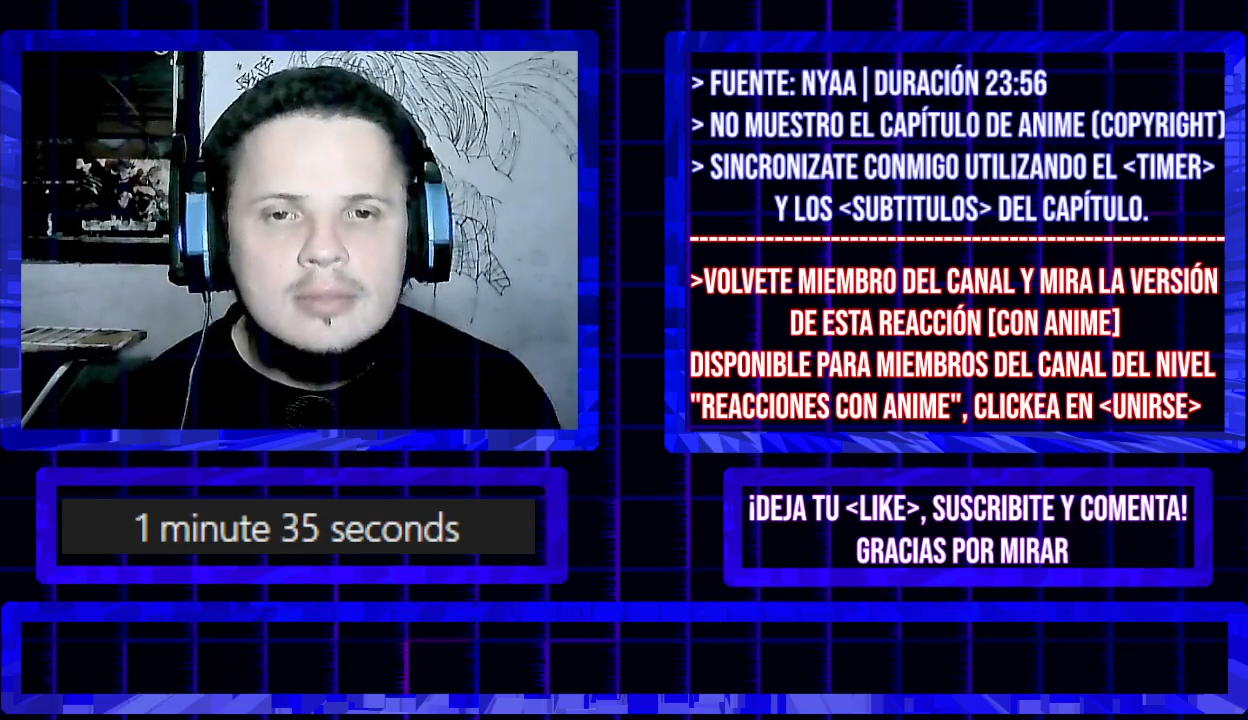 > FUENTE: NYAA | DURACIÓN 23:56
> NO MUESTRO EL CAPÍTULO DE ANIME (COPYRIGHT)
> SINCRONIZATE CONMIGO UTILIZANDO EL <TIMER>
Y LOS <SUBTITULOS> DEL CAPÍTULO.
--------------------------------------------------------
>VOLVETE MIEMBRO DEL CANAL Y MIRA LA VERSIÓN
DE ESTA REACCIÓN [CON ANIME]
DISPONIBLE PARA MIEMBROS DEL CANAL DEL NIVEL
"REACCIONES CON ANIME", CLICKEA EN <UNIRSE>
1 minute 35 seconds
¡DEJA TU <LIKE>, SUSCRIBITE Y COMENTA!
GRACIAS POR MIRAR